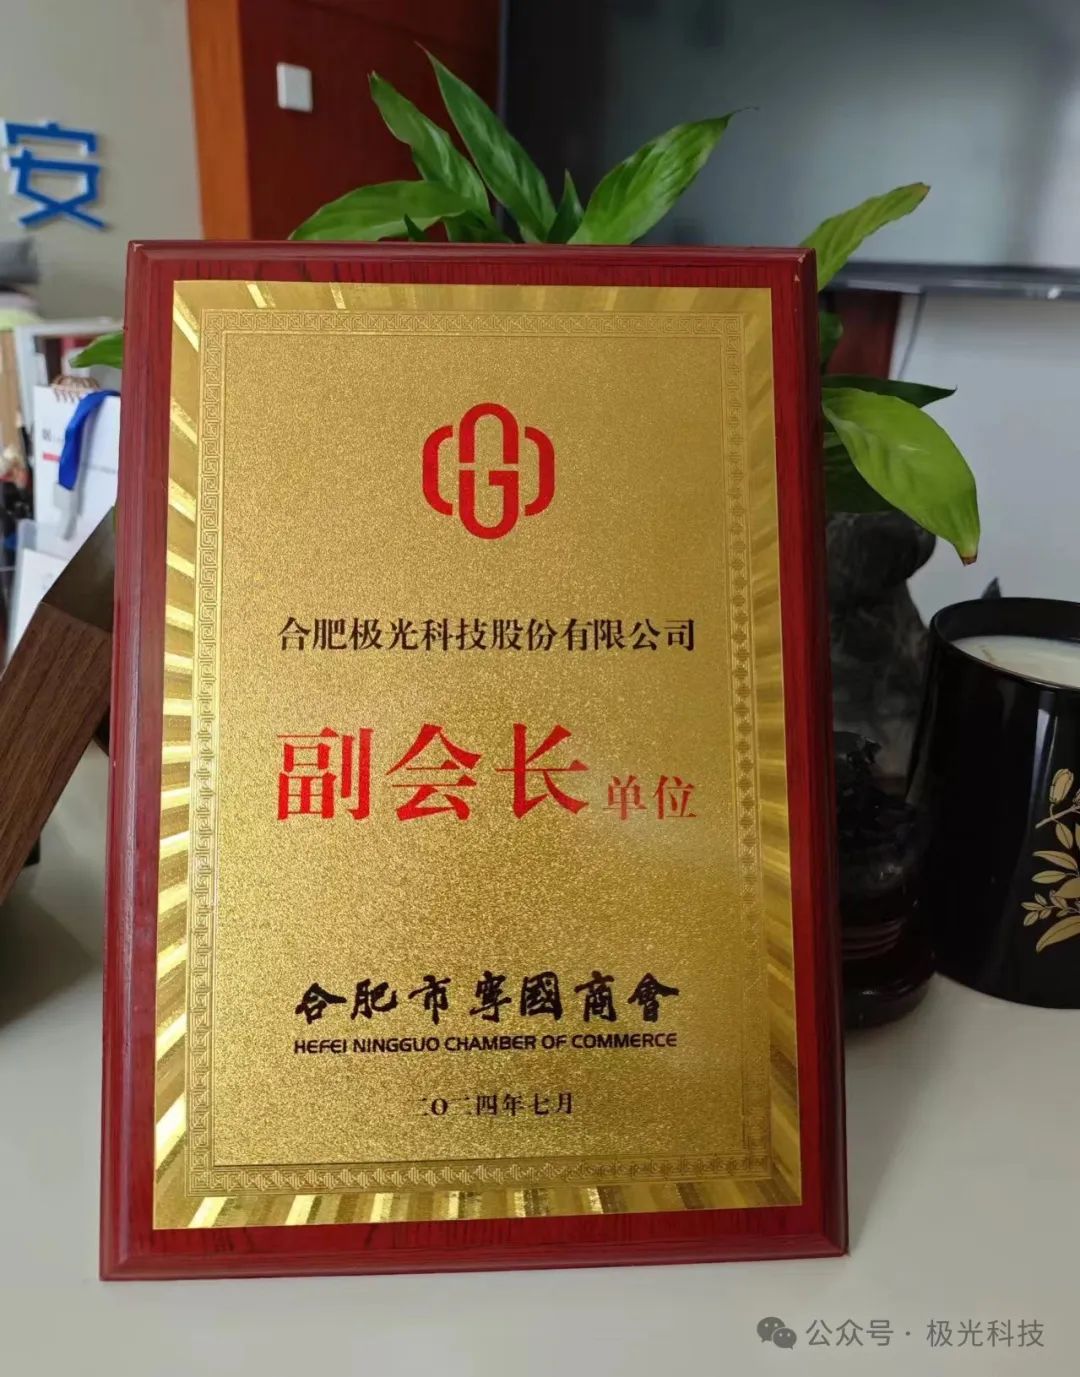 安
合肥极光科技股份有限公司
副会长单位
合肥市寧國商會
HEFEI NINGGUO CHAMBER OF COMMERCE
二〇二四年七月
公众号·极光科技